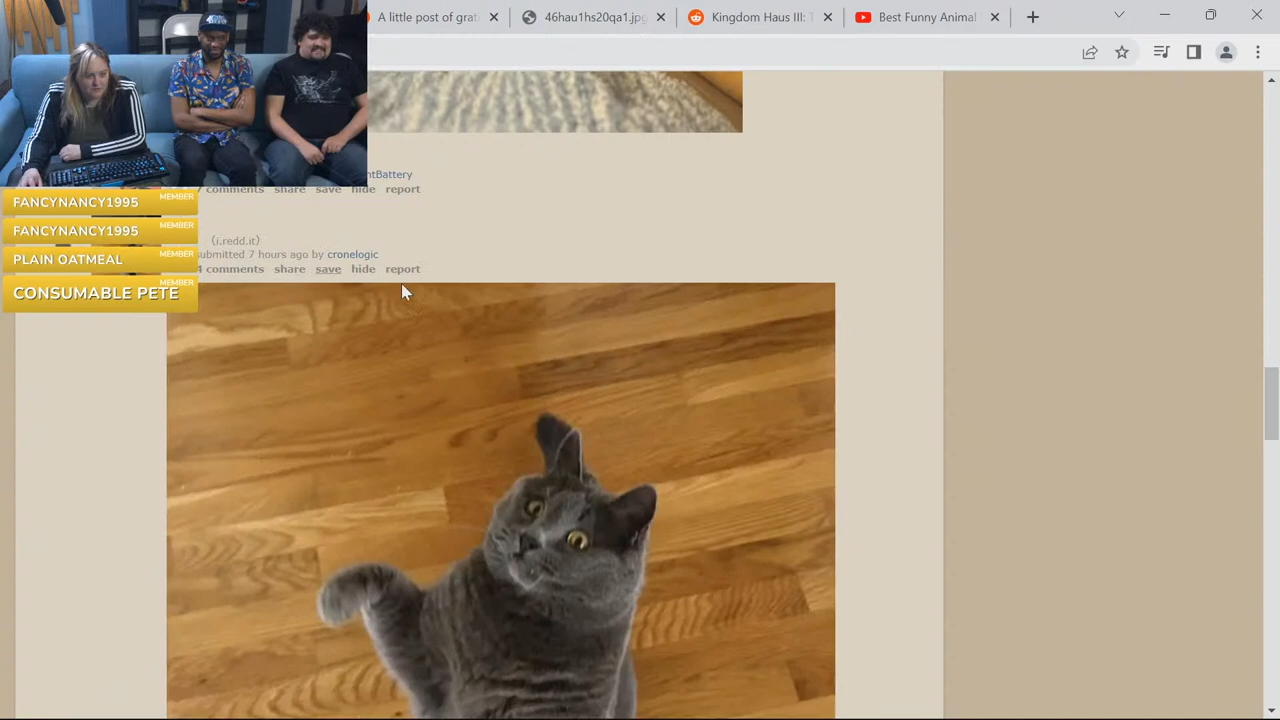 A little post of grat
46hau1hs20qa1.jpg
Kingdom Haus III: T
Best Funny Animal
ntBattery
comments share save hide report
FANCYNANCY1995 MEMBER
FANCYNANCY1995 MEMBER
PLAIN OATMEAL MEMBER
CONSUMABLE PETE MEMBER
(i.redd.it)
submitted 7 hours ago by cronelogic
4 comments share save hide report